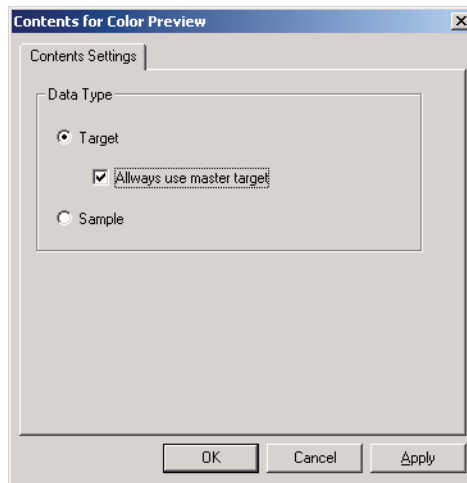 Contents for Color Preview
Contents Settings
Data Type
Target
Allways use master target
Sample
OK
Cancel
Apply